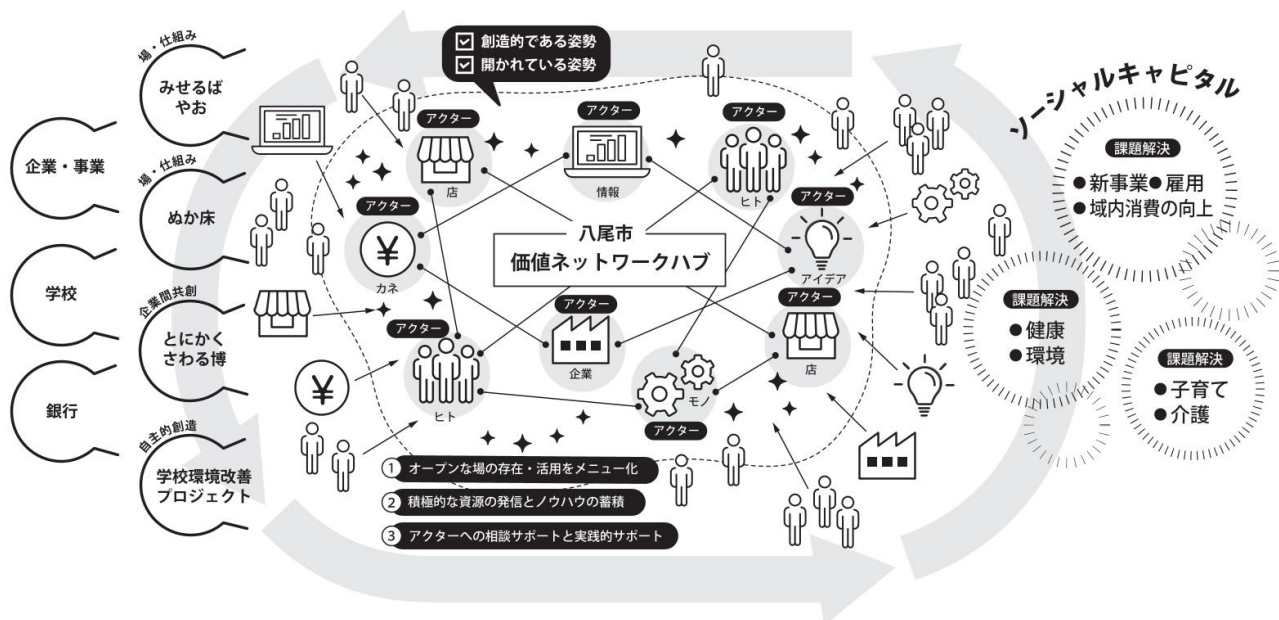 場・仕組み
みせるば
やお
企業・事業
場・仕組み
ぬか床
学校
企業間共創
とにかく
さわる博
銀行
自主的創造
学校環境改善
プロジェクト
創造的である姿勢
開かれている姿勢
アクター
店
アクター
情報
アクター
ヒト
アクター
¥
カネ
アクター
アイデア
八尾市
価値ネットワークハブ
アクター
ヒト
アクター
企業
モノ
アクター
アクター
店
¥
1 オープンな場の存在・活用をメニュー化
2 積極的な資源の発信とノウハウの蓄積
3 アクターへの相談サポートと実践的サポート
ソーシャルキャピタル
課題解決
●新事業●雇用
●域内消費の向上
課題解決
●健康
●環境
課題解決
●子育て
●介護